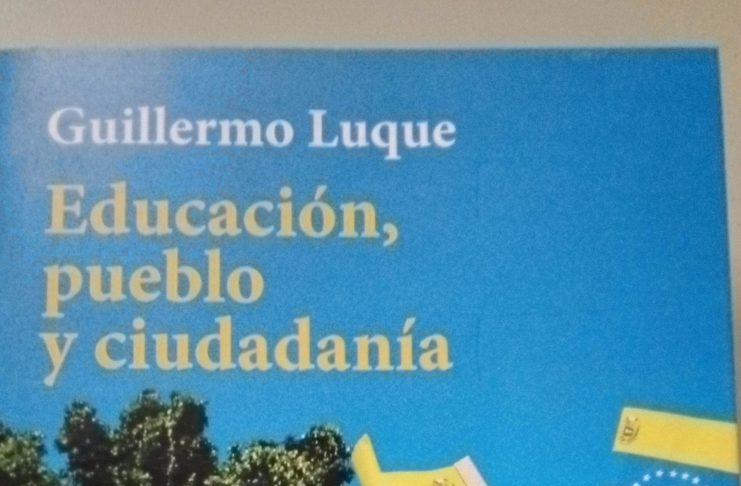 Guillermo Luque
Educación,
pueblo
y ciudadanía